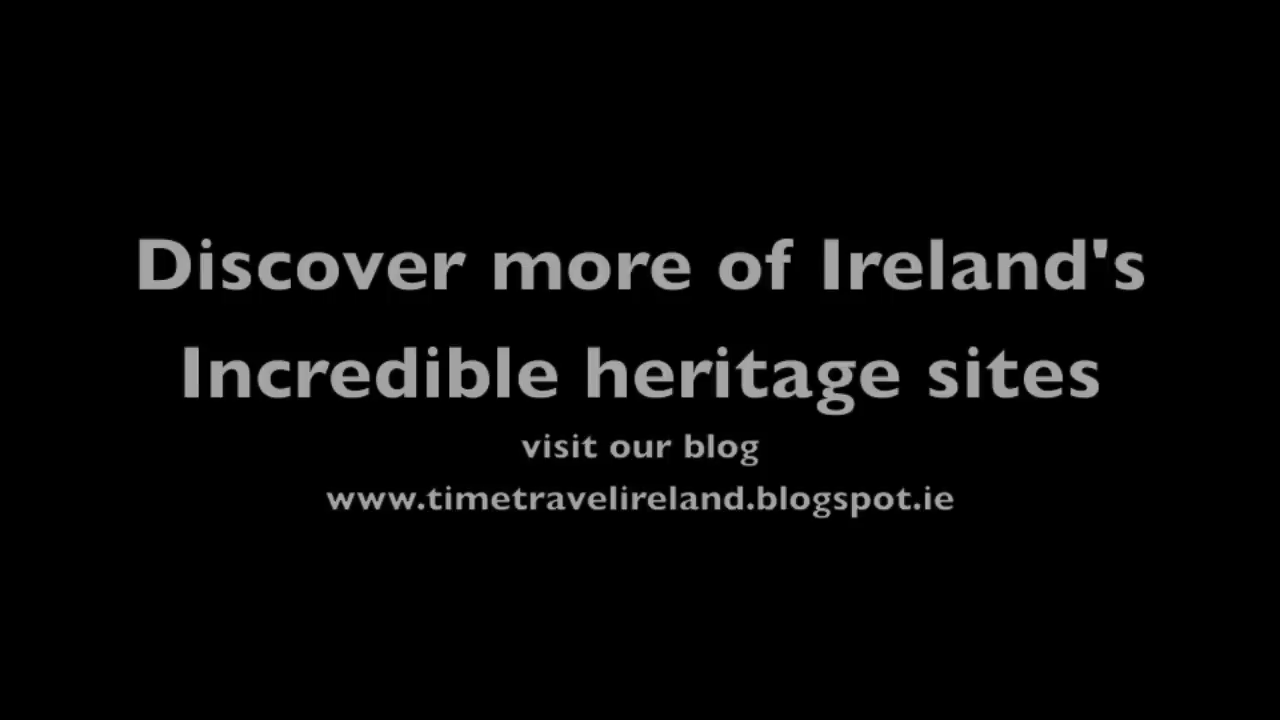 Discover more of Ireland's
Incredible heritage sites
visit our blog
www.timetravelireland.blogspot.ie